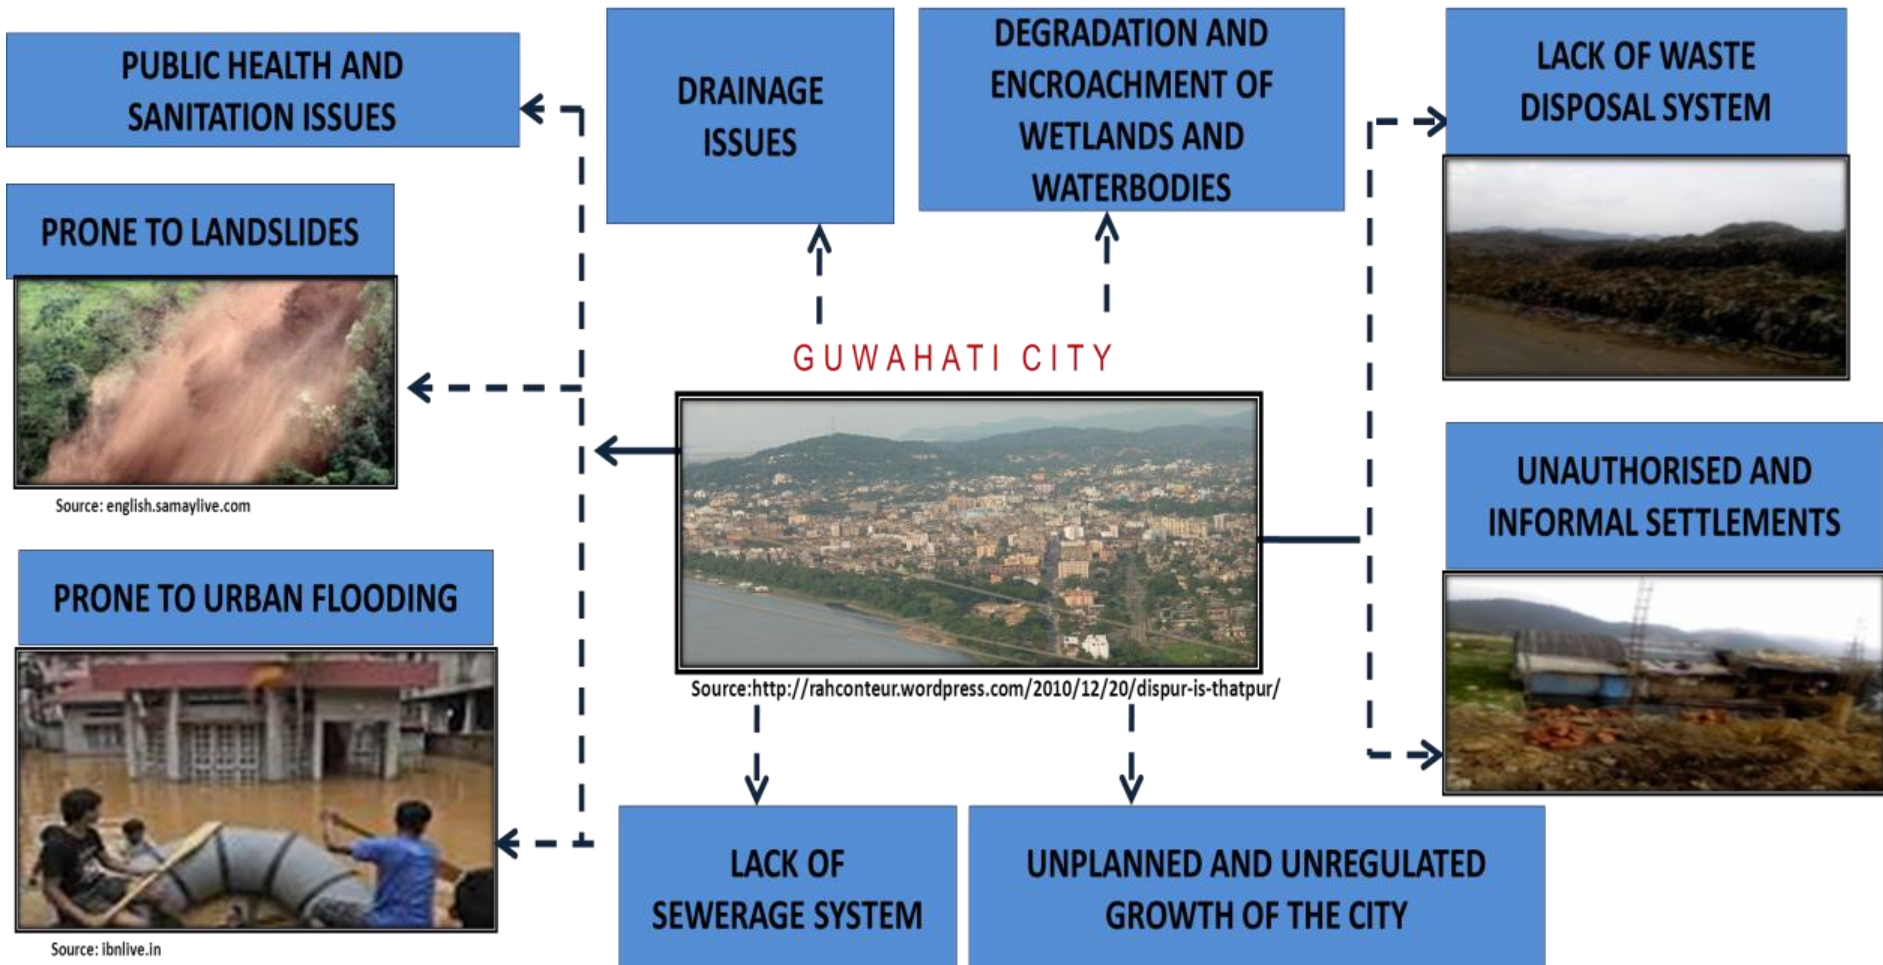 PUBLIC HEALTH AND
SANITATION ISSUES
DRAINAGE
ISSUES
DEGRADATION AND
ENCROACHMENT OF
WETLANDS AND
WATERBODIES
LACK OF WASTE
DISPOSAL SYSTEM
PRONE TO LANDSLIDES
Source: english.samaylive.com
GUWAHATI CITY
Source:http://rahconteur.wordpress.com/2010/12/20/dispur-is-thatpur/
UNAUTHORISED AND
INFORMAL SETTLEMENTS
PRONE TO URBAN FLOODING
Source: ibnlive.in
LACK OF
SEWERAGE SYSTEM
UNPLANNED AND UNREGULATED
GROWTH OF THE CITY